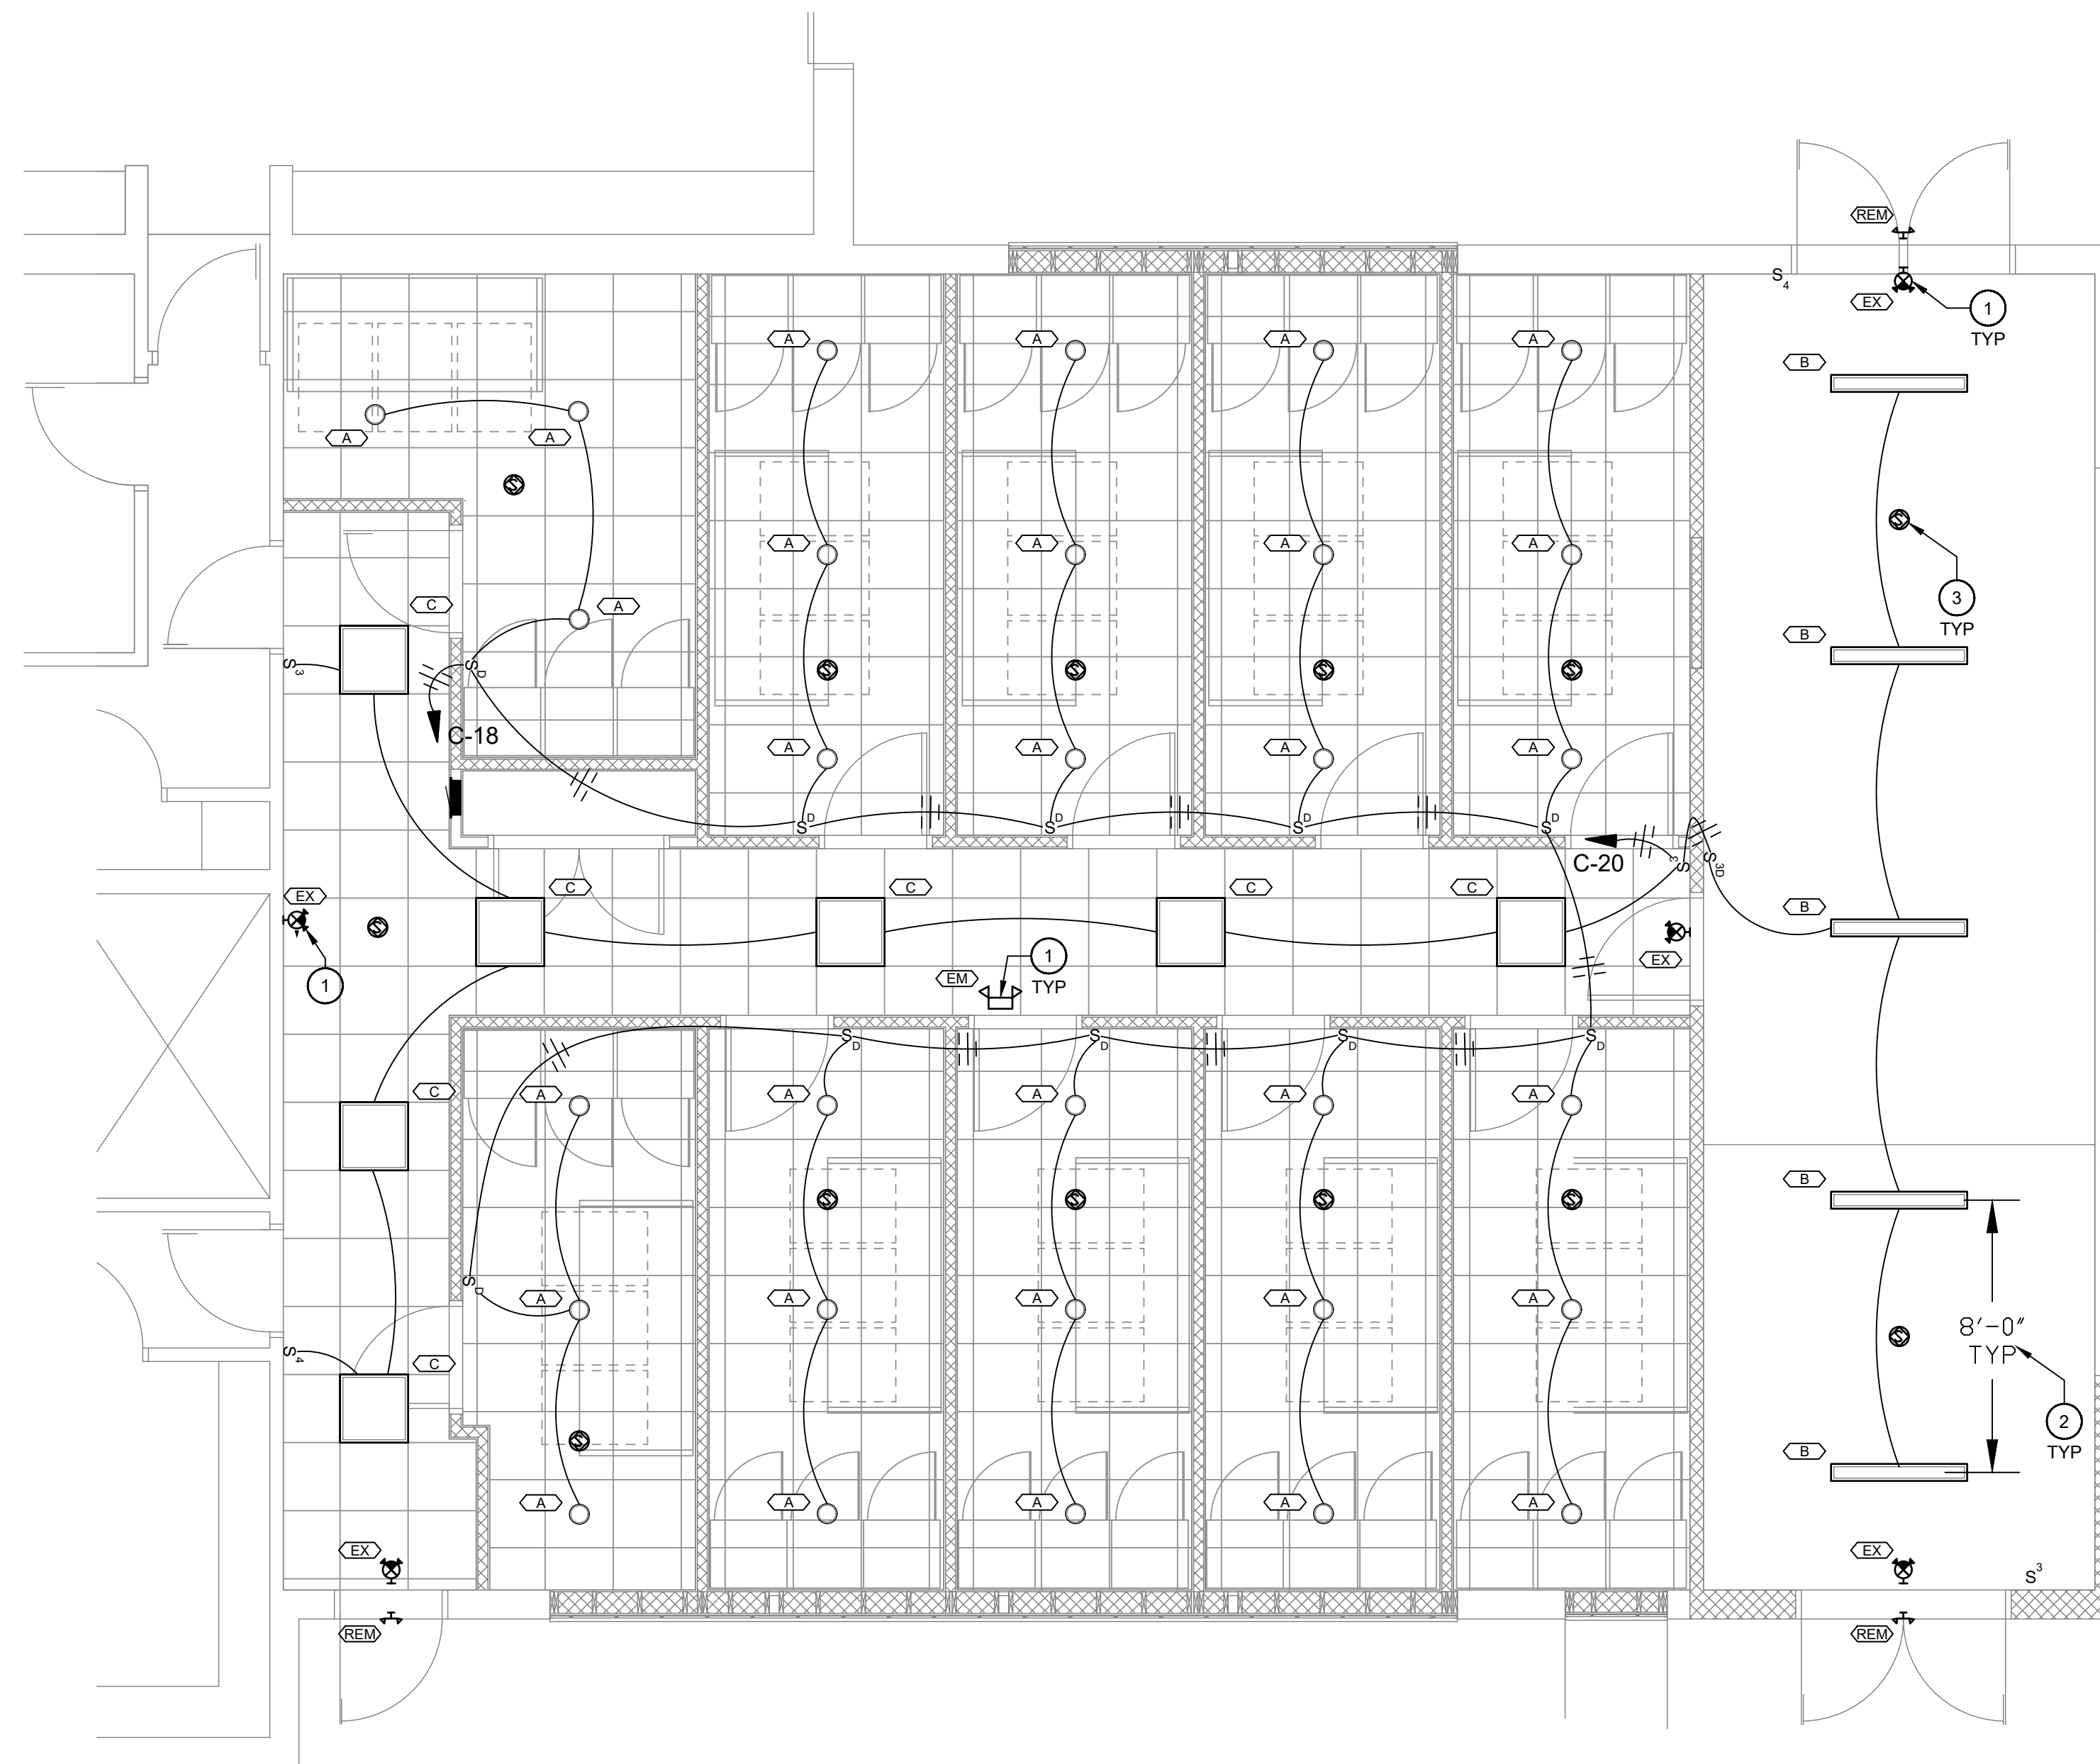 REM
S4
EX
1
TYP
B
A A A A
A A
3
TYP
A A A A
C
A
B
S3
SD
C-18
A A A A
SD SD SD SD
C-20
S3
S3D
C C C C
EX
B
1
EM
1
TYP
EX
SD SD SD SD
C
A A A A A
B
SD
A A A A A
8'-0"
TYP
S4
C
2
TYP
B
A A A A A
EX
EX
S3
REM
REM